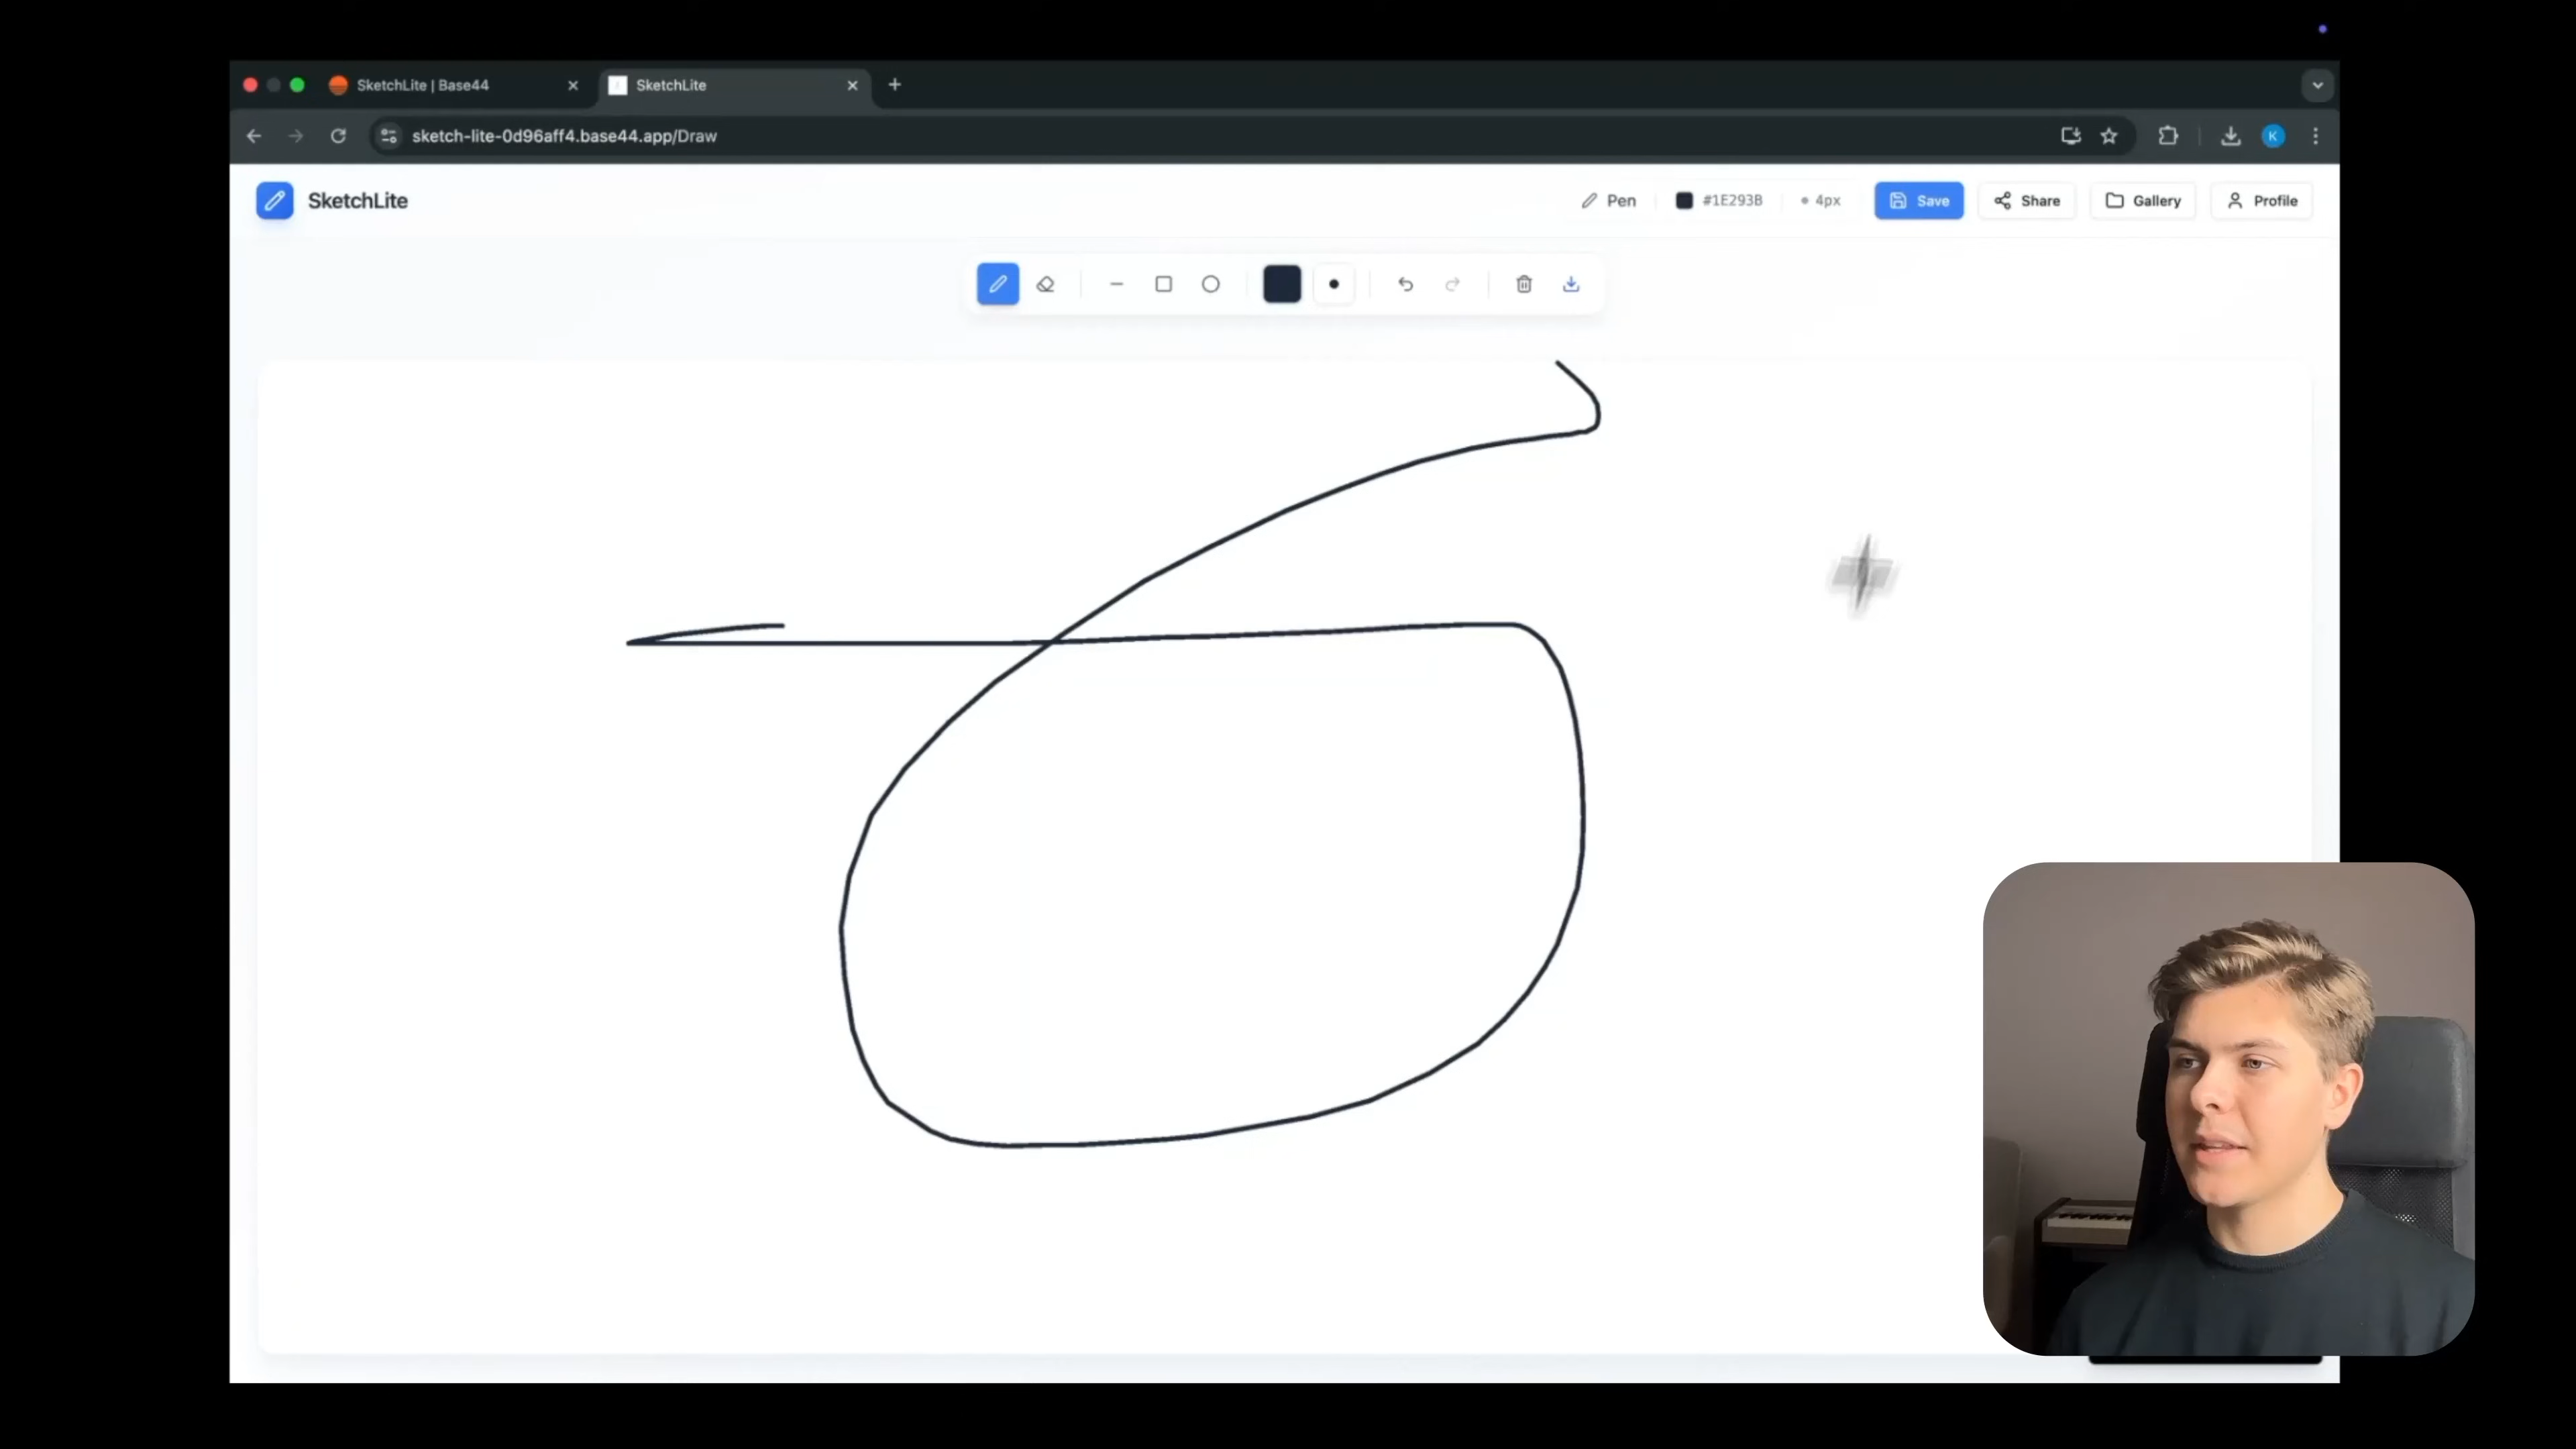 SketchLite | Base44
SketchLite
sketch-lite-0d96aff4.base44.app/Draw
K
SketchLite
Pen
#1E293B
4px
Save
Share
Gallery
Profile